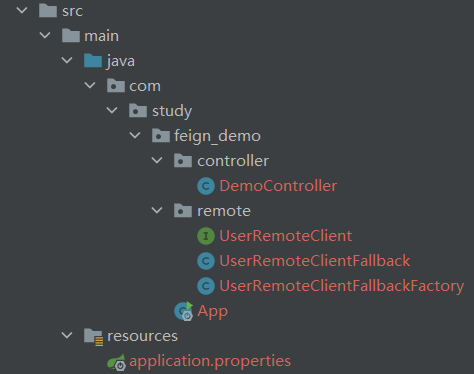 src
main
java
com
study
feign_demo
controller
DemoController
remote
UserRemoteClient
UserRemoteClientFallback
UserRemoteClientFallbackFactory
App
resources
application.properties